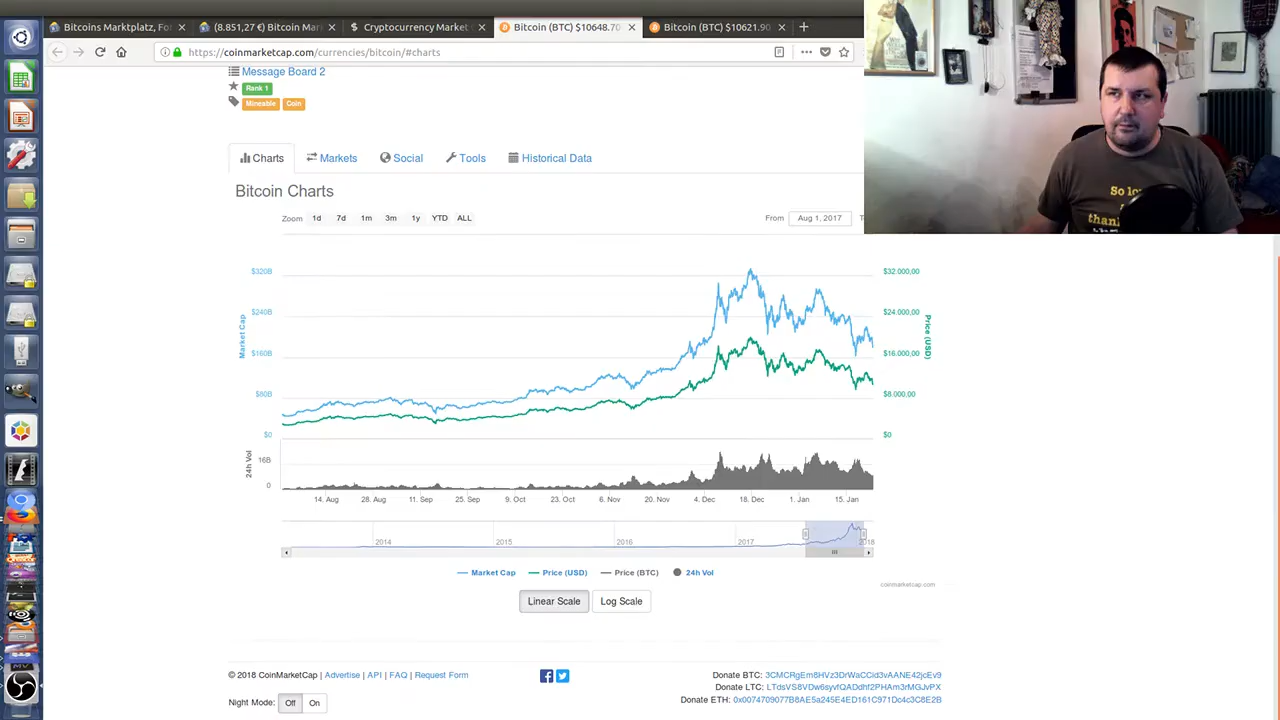 Bitcoins Marktplatz, For
(8.851,27 €) Bitcoin Mar
Cryptocurrency Market
Bitcoin (BTC) $10648.70
Bitcoin (BTC) $10621.90
https://coinmarketcap.com/currencies/bitcoin/#charts
Message Board 2
Rank 1
Mineable Coin
Charts Markets Social Tools Historical Data
Bitcoin Charts
Zoom 1d 7d 1m 3m 1y YTD ALL
From Aug 1, 2017
$320B $32.000,00
$240B $24.000,00
$160B $16.000,00
$80B $8.000,00
$0 $0
Market Cap
Price (USD)
24h Vol
16B
0
14. Aug 28. Aug 11. Sep 25. Sep 9. Oct 23. Oct 6. Nov 20. Nov 4. Dec 18. Dec 1. Jan 15. Jan
2014 2015 2016 2017 2018
Market Cap Price (USD) Price (BTC) 24h Vol
coinmarketcap.com
Linear Scale Log Scale
© 2018 CoinMarketCap | Advertise | API | FAQ | Request Form
Donate BTC: 3CMCRgEm8HVz3DrWaCCid3vAANE42jcEv9
Donate LTC: LTdsVS8VDw6syvfQADdhf2PHAm3rMGJvPX
Donate ETH: 0x0074709077B8AE5a245E4ED161C971Dc4c3C8E2B
Night Mode: Off On
So lo
than